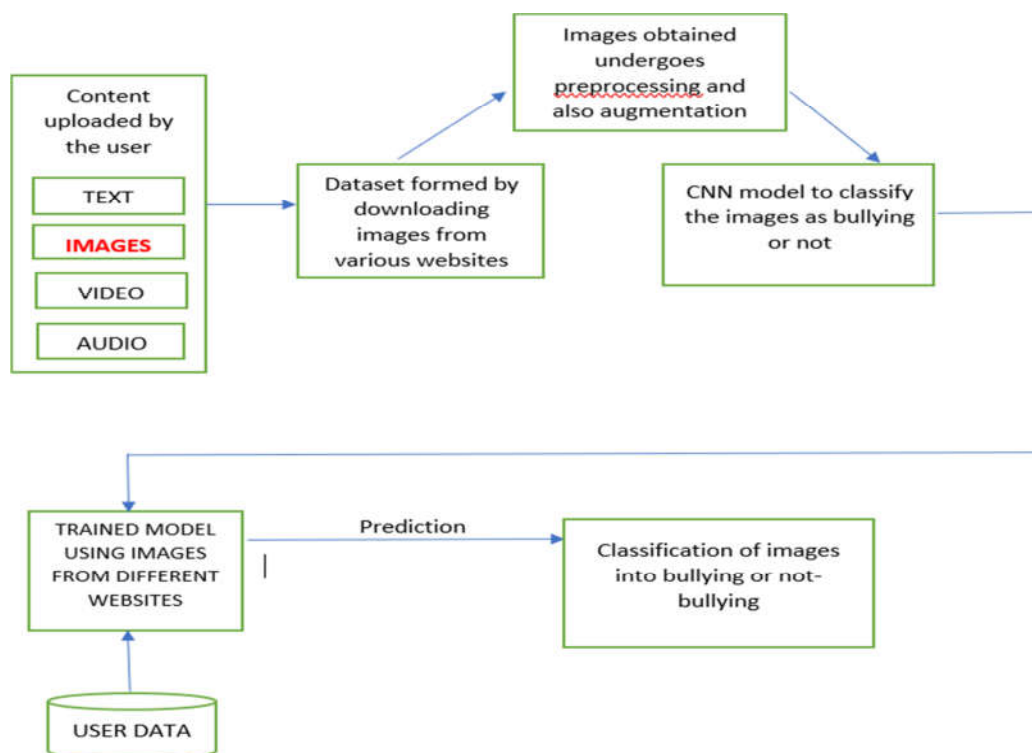 Content
uploaded by
the user
TEXT
IMAGES
VIDEO
AUDIO
Dataset formed by
downloading
images from
various websites
Images obtained
undergoes
preprocessing and
also augmentation
CNN model to classify
the images as bullying
or not
TRAINED MODEL
USING IMAGES
FROM DIFFERENT
WEBSITES
Prediction
Classification of images
into bullying or not-
bullying
USER DATA